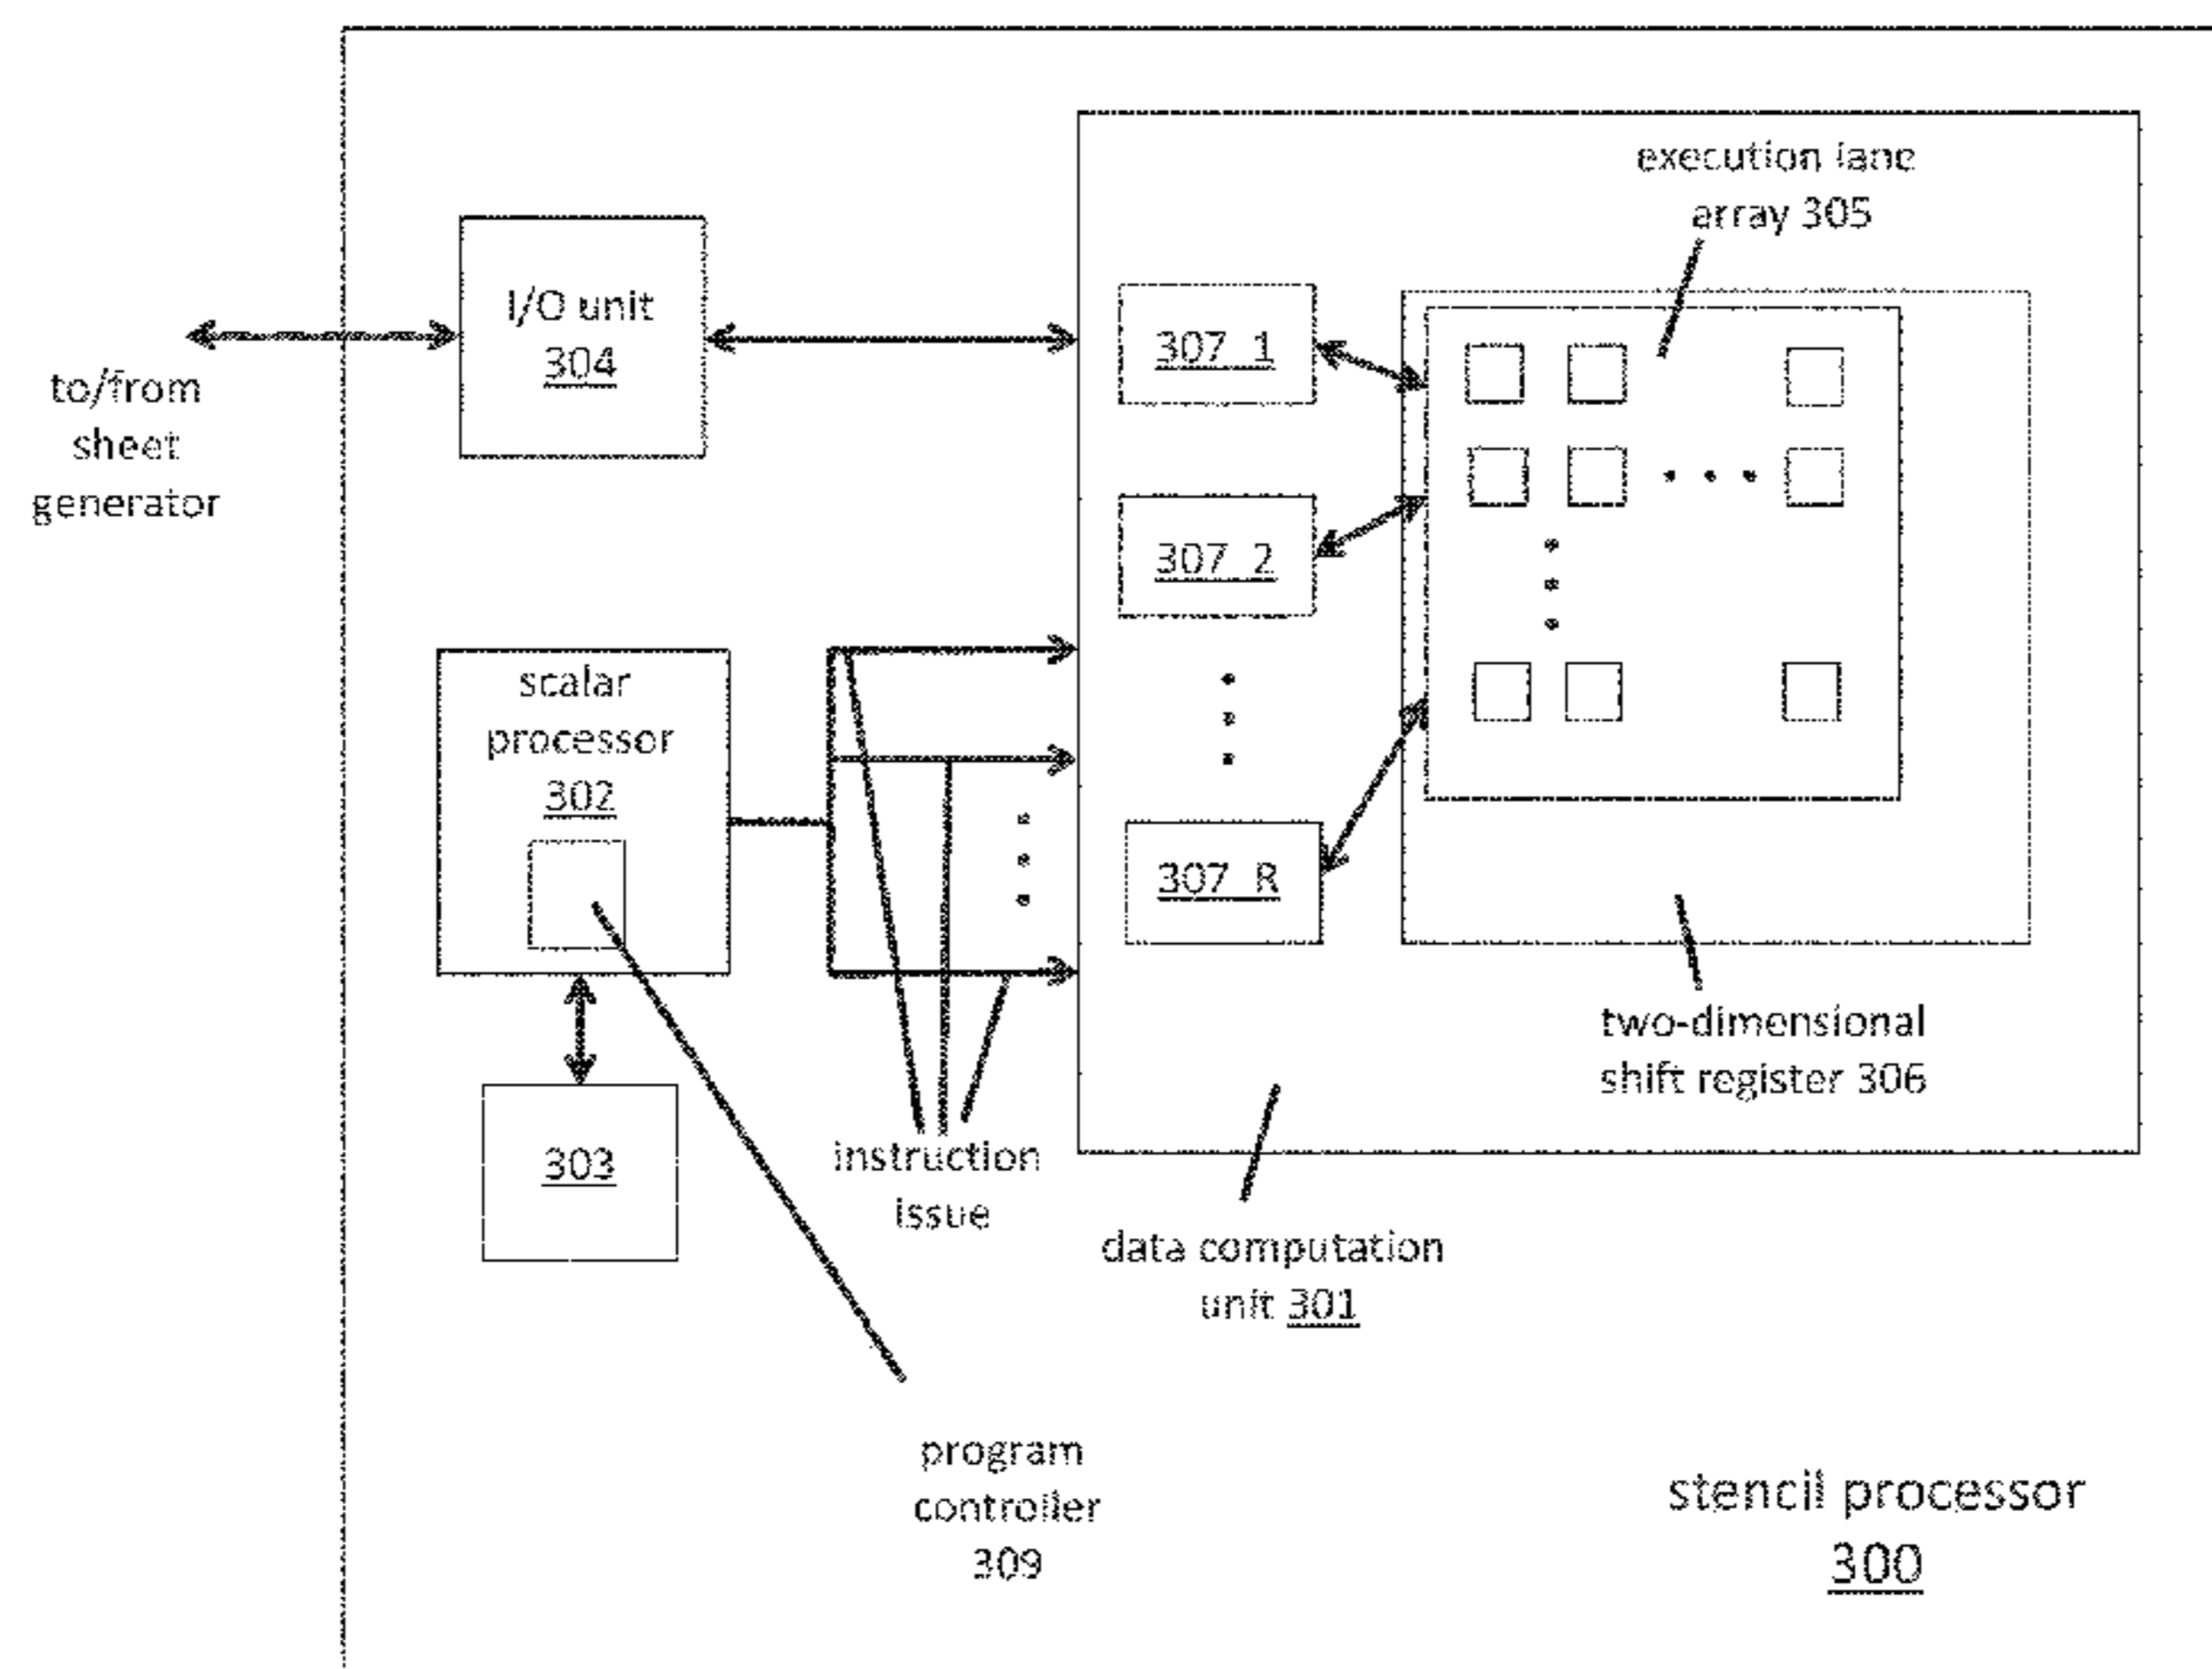 execution lane
array 305
I/O unit
304
to/from
sheet
generator
307_1
307_2
scalar
processor
302
307_R
303
instruction
issue
two-dimensional
shift register 306
data computation
unit 301
program
controller
309
stencil processor
300